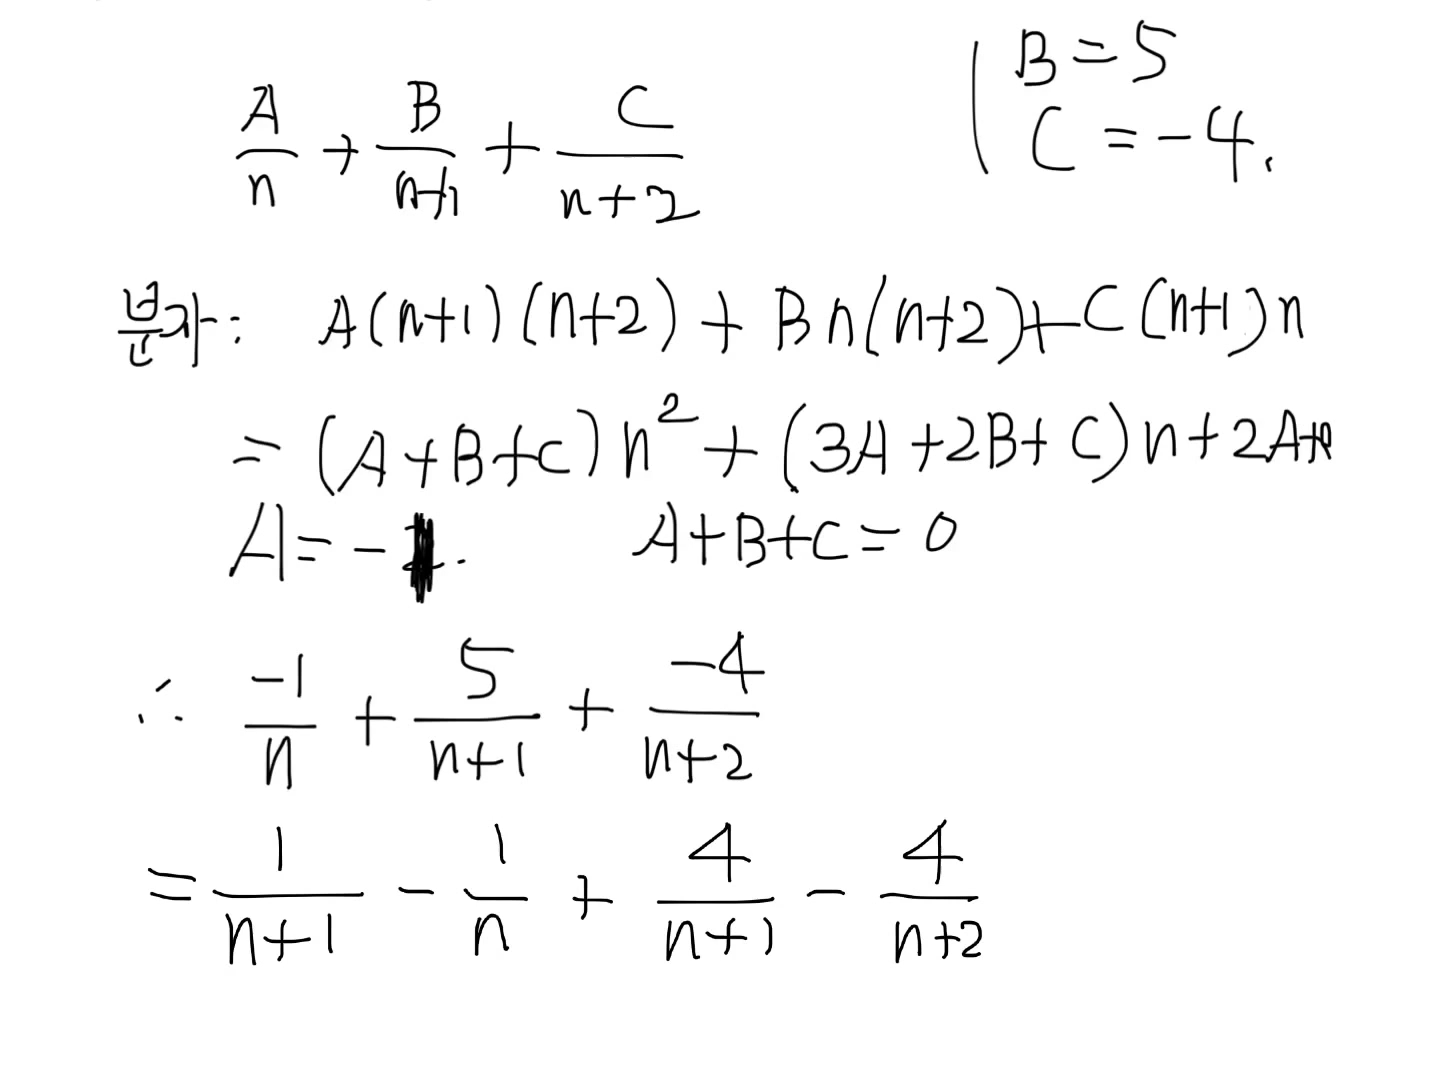 A/n + B/(n+1) + C/(n+2)
B=5
C=-4.
분자: A(n+1)(n+2)+Bn(n+2)+C(n+1)n
=(A+B+C)n²+(3A+2B+C)n+2A
A=- A+B+C=0
∴ -1/n + 5/(n+1) + -4/(n+2)
= 1/(n+1) - 1/n + 4/(n+1) - 4/(n+2)